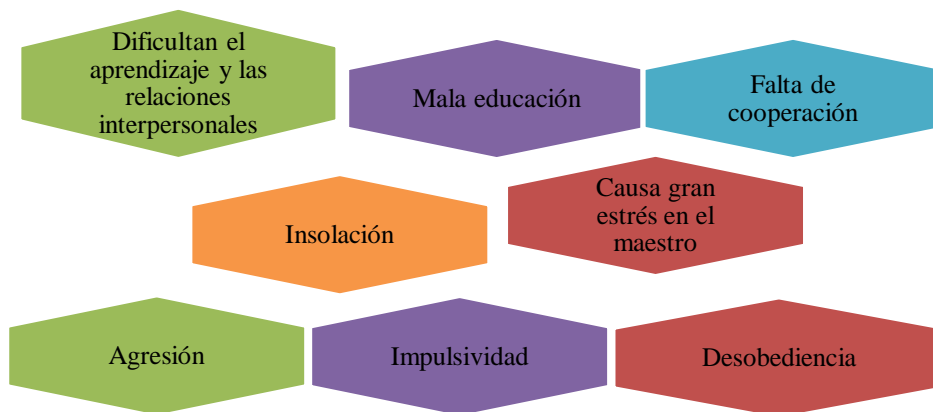 Dificultan el
aprendizaje y las
relaciones
interpersonales
Mala educación
Falta de
cooperación
Insolación
Causa gran
estrés en el
maestro
Agresión
Impulsividad
Desobediencia